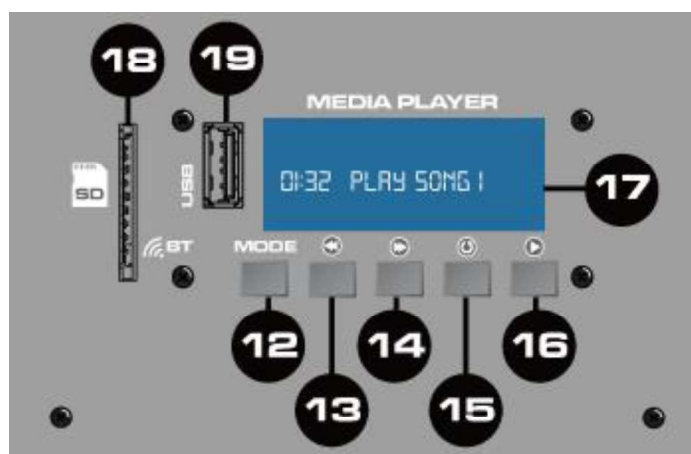 18
19
MEDIA PLAYER
01:32 PLAY SONG 1
17
SD
USB
BT
MODE
12
14
16
13
15